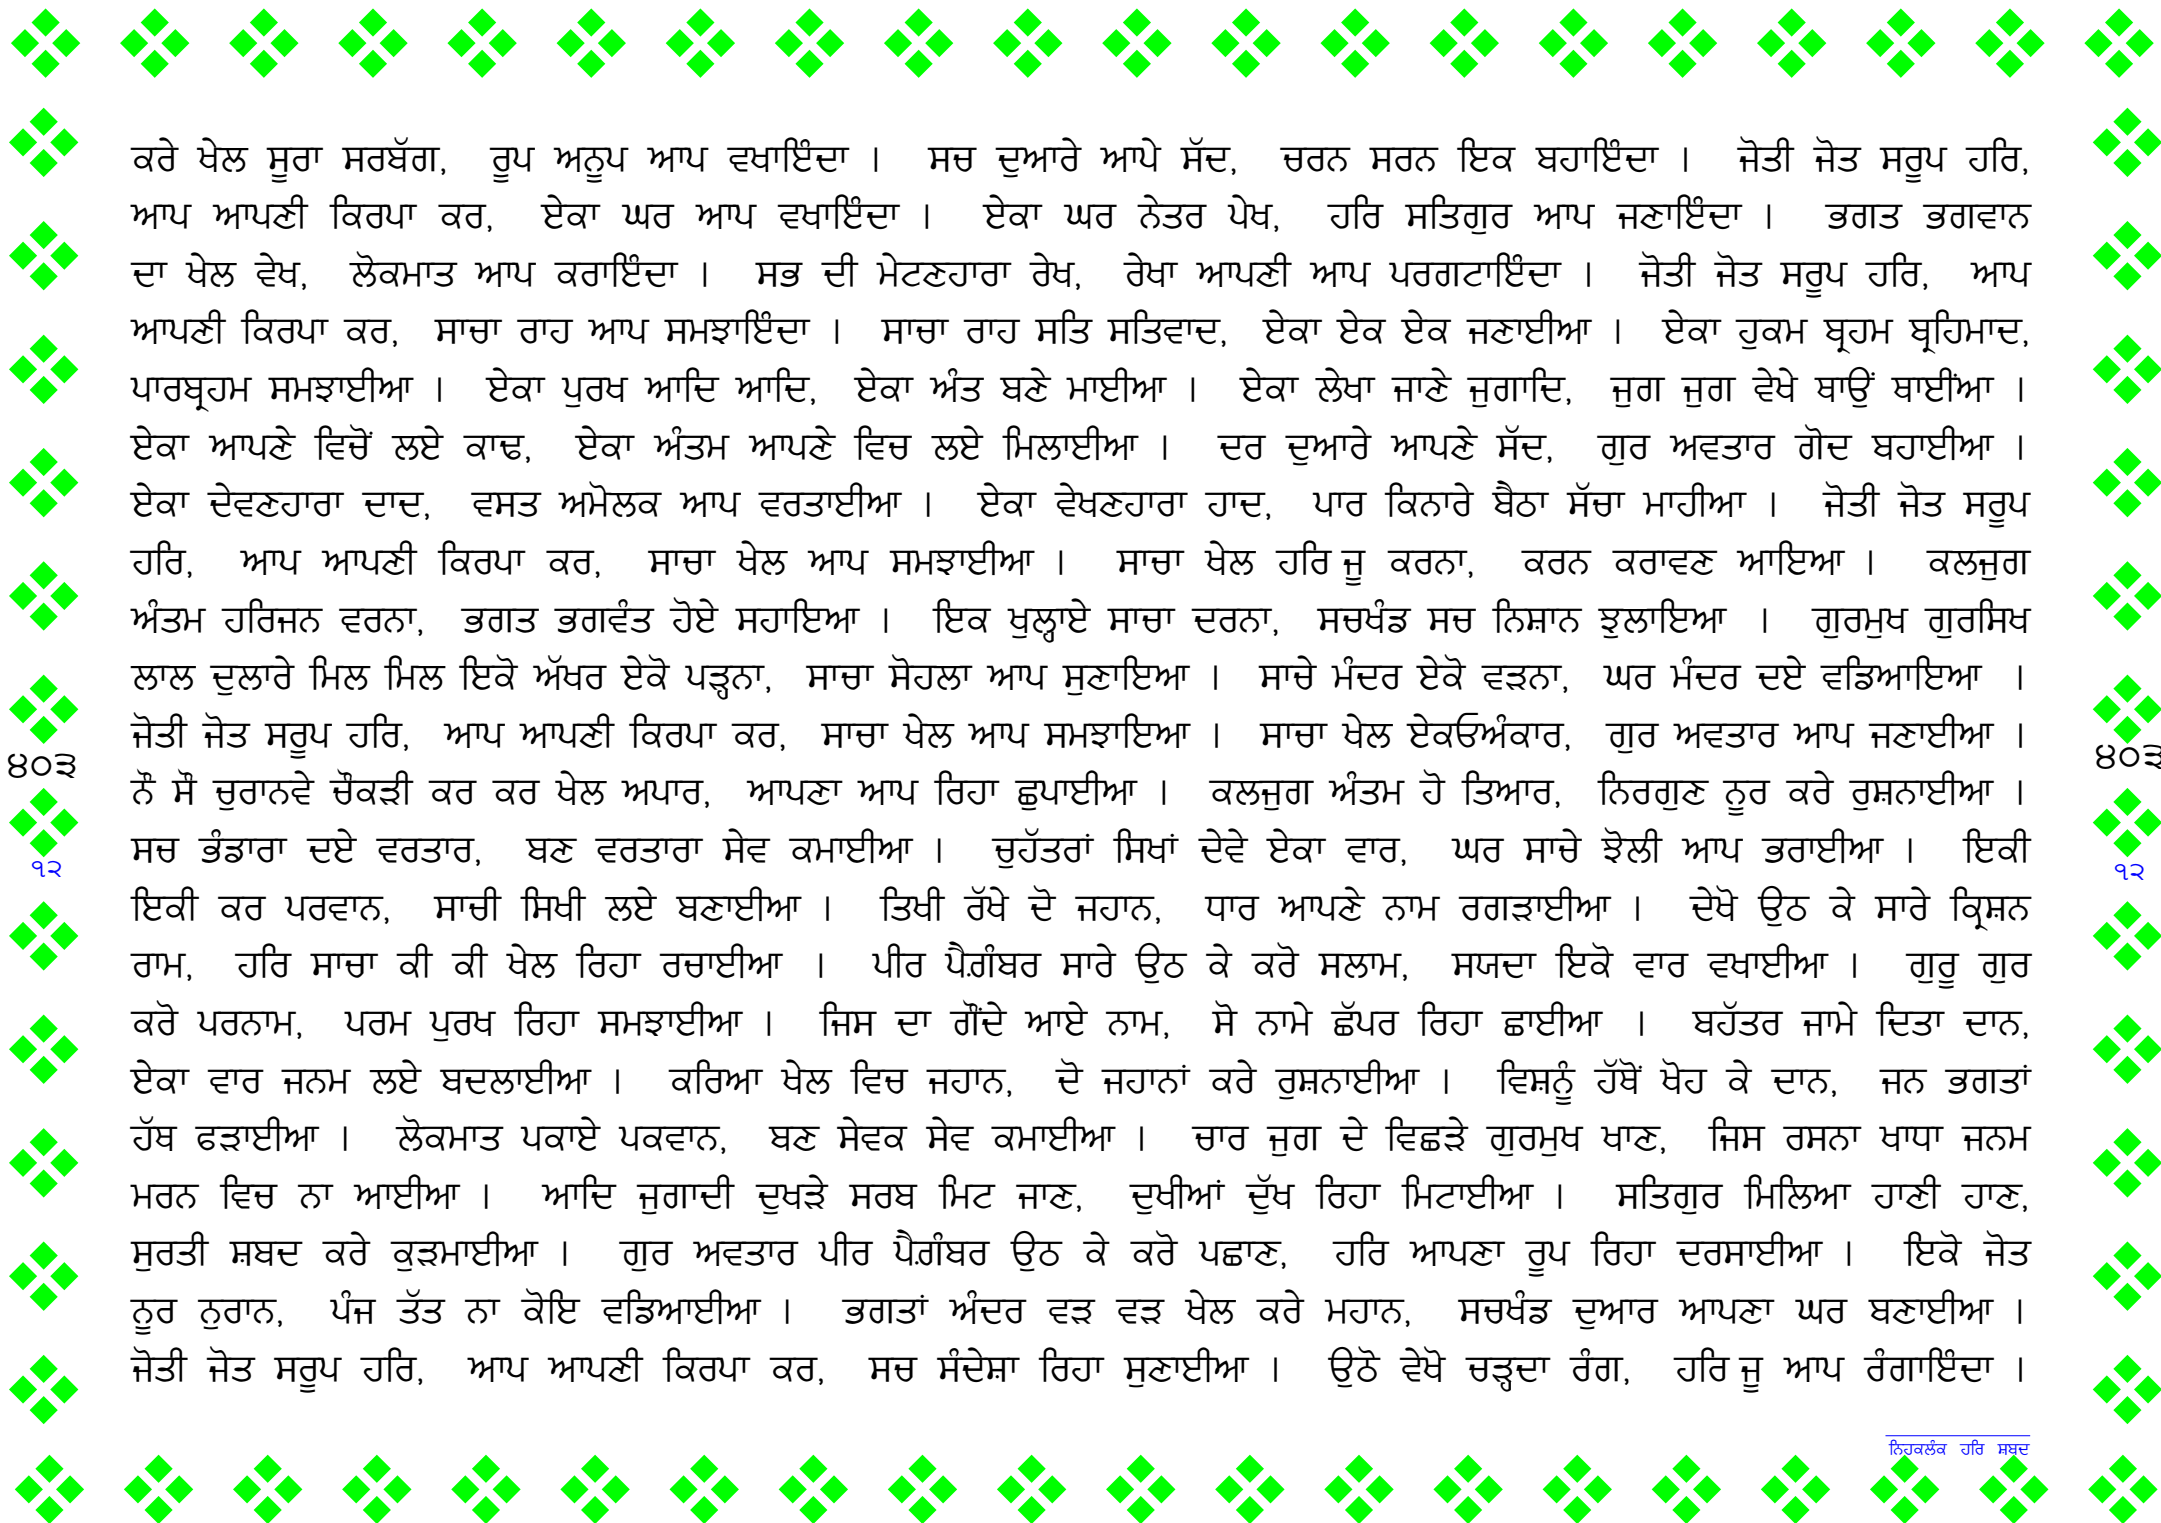 ਕਰੇ ਖੇਲ ਸੂਰਾ ਸਰਬੱਗ, ਰੂਪ ਅਨੂਪ ਆਪ ਵਖਾਇੰਦਾ । ਸਚ ਦੁਆਰੇ ਆਪੇ ਸੱਦ, ਚਰਨ ਸਰਨ ਇਕ ਬਹਾਇੰਦਾ । ਜੋਤੀ ਜੋਤ ਸਰੂਪ ਹਰਿ,
ਆਪ ਆਪਣੀ ਕਿਰਪਾ ਕਰ, ਏਕਾ ਘਰ ਆਪ ਵਖਾਇੰਦਾ । ਏਕਾ ਘਰ ਨੇਤਰ ਪੇਖ, ਹਰਿ ਸਤਿਗੁਰ ਆਪ ਜਣਾਇੰਦਾ । ਭਗਤ ਭਗਵਾਨ
ਦਾ ਖੇਲ ਵੇਖ, ਲੋਕਮਾਤ ਆਪ ਕਰਾਇੰਦਾ । ਸਭ ਦੀ ਮੇਟਣਹਾਰਾ ਰੇਖ, ਰੇਖਾ ਆਪਣੀ ਆਪ ਪਰਗਟਾਇੰਦਾ । ਜੋਤੀ ਜੋਤ ਸਰੂਪ ਹਰਿ, ਆਪ
ਆਪਣੀ ਕਿਰਪਾ ਕਰ, ਸਾਚਾ ਰਾਹ ਆਪ ਸਮਝਾਇੰਦਾ । ਸਾਚਾ ਰਾਹ ਸਤਿ ਸਤਿਵਾਦ, ਏਕਾ ਏਕ ਏਕ ਜਣਾਈਆ । ਏਕਾ ਹੁਕਮ ਬ੍ਰਹਮ ਬ੍ਰਹਿਮਾਦ,
ਪਾਰਬ੍ਰਹਮ ਸਮਝਾਈਆ । ਏਕਾ ਪੁਰਖ ਆਦਿ ਆਦਿ, ਏਕਾ ਅੰਤ ਬਣੇ ਮਾਈਆ । ਏਕਾ ਲੇਖਾ ਜਾਣੇ ਜੁਗਾਦਿ, ਜੁਗ ਜੁਗ ਵੇਖੇ ਥਾਉਂ ਥਾਈਂਆ ।
ਏਕਾ ਆਪਣੇ ਵਿਚੋਂ ਲਏ ਕਾਢ, ਏਕਾ ਅੰਤਮ ਆਪਣੇ ਵਿਚ ਲਏ ਮਿਲਾਈਆ । ਦਰ ਦੁਆਰੇ ਆਪਣੇ ਸੱਦ, ਗੁਰ ਅਵਤਾਰ ਗੋਦ ਬਹਾਈਆ ।
ਏਕਾ ਦੇਵਣਹਾਰਾ ਦਾਦ, ਵਸਤ ਅਮੋਲਕ ਆਪ ਵਰਤਾਈਆ । ਏਕਾ ਵੇਖਣਹਾਰਾ ਹਾਦ, ਪਾਰ ਕਿਨਾਰੇ ਬੈਠਾ ਸੱਚਾ ਮਾਹੀਆ । ਜੋਤੀ ਜੋਤ ਸਰੂਪ
ਹਰਿ, ਆਪ ਆਪਣੀ ਕਿਰਪਾ ਕਰ, ਸਾਚਾ ਖੇਲ ਆਪ ਸਮਝਾਈਆ । ਸਾਚਾ ਖੇਲ ਹਰਿ ਜੂ ਕਰਨਾ, ਕਰਨ ਕਰਾਵਣ ਆਇਆ । ਕਲਜੁਗ
ਅੰਤਮ ਹਰਿਜਨ ਵਰਨਾ, ਭਗਤ ਭਗਵੰਤ ਹੋਏ ਸਹਾਇਆ । ਇਕ ਖੁਲ੍ਹਾਏ ਸਾਚਾ ਦਰਨਾ, ਸਚਖੰਡ ਸਚ ਨਿਸ਼ਾਨ ਝੁਲਾਇਆ । ਗੁਰਮੁਖ ਗੁਰਸਿਖ
ਲਾਲ ਦੁਲਾਰੇ ਮਿਲ ਮਿਲ ਇਕੋ ਅੱਖਰ ਏਕੋ ਪੜ੍ਹਨਾ, ਸਾਚਾ ਸੋਹਲਾ ਆਪ ਸੁਣਾਇਆ । ਸਾਚੇ ਮੰਦਰ ਏਕੋ ਵੜਨਾ, ਘਰ ਮੰਦਰ ਦਏ ਵਡਿਆਇਆ ।
ਜੋਤੀ ਜੋਤ ਸਰੂਪ ਹਰਿ, ਆਪ ਆਪਣੀ ਕਿਰਪਾ ਕਰ, ਸਾਚਾ ਖੇਲ ਆਪ ਸਮਝਾਇਆ । ਸਾਚਾ ਖੇਲ ਏਕਓਅੰਕਾਰ, ਗੁਰ ਅਵਤਾਰ ਆਪ ਜਣਾਈਆ ।
ਨੌ ਸੌ ਚੁਰਾਨਵੇ ਚੌਕੜੀ ਕਰ ਕਰ ਖੇਲ ਅਪਾਰ, ਆਪਣਾ ਆਪ ਰਿਹਾ ਛੁਪਾਈਆ । ਕਲਜੁਗ ਅੰਤਮ ਹੋ ਤਿਆਰ, ਨਿਰਗੁਣ ਨੂਰ ਕਰੇ ਰੁਸ਼ਨਾਈਆ ।
ਸਚ ਭੰਡਾਰਾ ਦਏ ਵਰਤਾਰ, ਬਣ ਵਰਤਾਰਾ ਸੇਵ ਕਮਾਈਆ । ਚੁਹੱਤਰਾਂ ਸਿਖਾਂ ਦੇਵੇ ਏਕਾ ਵਾਰ, ਘਰ ਸਾਚੇ ਝੋਲੀ ਆਪ ਭਰਾਈਆ । ਇਕੀ
ਇਕੀ ਕਰ ਪਰਵਾਨ, ਸਾਚੀ ਸਿਖੀ ਲਏ ਬਣਾਈਆ । ਤਿਖੀ ਰੱਖੇ ਦੋ ਜਹਾਨ, ਧਾਰ ਆਪਣੇ ਨਾਮ ਰਗੜਾਈਆ । ਦੇਖੋ ਉਠ ਕੇ ਸਾਰੇ ਕ੍ਰਿਸ਼ਨ
ਰਾਮ, ਹਰਿ ਸਾਚਾ ਕੀ ਕੀ ਖੇਲ ਰਿਹਾ ਰਚਾਈਆ । ਪੀਰ ਪੈਗ਼ੰਬਰ ਸਾਰੇ ਉਠ ਕੇ ਕਰੋ ਸਲਾਮ, ਸਯਦਾ ਇਕੋ ਵਾਰ ਵਖਾਈਆ । ਗੁਰੂ ਗੁਰ
ਕਰੋ ਪਰਨਾਮ, ਪਰਮ ਪੁਰਖ ਰਿਹਾ ਸਮਝਾਈਆ । ਜਿਸ ਦਾ ਗੌਂਦੇ ਆਏ ਨਾਮ, ਸੋ ਨਾਮੇ ਛੱਪਰ ਰਿਹਾ ਛਾਈਆ । ਬਹੱਤਰ ਜਾਮੇ ਦਿਤਾ ਦਾਨ,
ਏਕਾ ਵਾਰ ਜਨਮ ਲਏ ਬਦਲਾਈਆ । ਕਰਿਆ ਖੇਲ ਵਿਚ ਜਹਾਨ, ਦੋ ਜਹਾਨਾਂ ਕਰੇ ਰੁਸ਼ਨਾਈਆ । ਵਿਸ਼ਨੂੰ ਹੱਥੋਂ ਖੋਹ ਕੇ ਦਾਨ, ਜਨ ਭਗਤਾਂ
ਹੱਥ ਫੜਾਈਆ । ਲੋਕਮਾਤ ਪਕਾਏ ਪਕਵਾਨ, ਬਣ ਸੇਵਕ ਸੇਵ ਕਮਾਈਆ । ਚਾਰ ਜੁਗ ਦੇ ਵਿਛੜੇ ਗੁਰਮੁਖ ਖਾਣ, ਜਿਸ ਰਸਨਾ ਖਾਧਾ ਜਨਮ
ਮਰਨ ਵਿਚ ਨਾ ਆਈਆ । ਆਦਿ ਜੁਗਾਦੀ ਦੁਖੜੇ ਸਰਬ ਮਿਟ ਜਾਣ, ਦੁਖੀਆਂ ਦੁੱਖ ਰਿਹਾ ਮਿਟਾਈਆ । ਸਤਿਗੁਰ ਮਿਲਿਆ ਹਾਣੀ ਹਾਣ,
ਸੁਰਤੀ ਸ਼ਬਦ ਕਰੇ ਕੁੜਮਾਈਆ । ਗੁਰ ਅਵਤਾਰ ਪੀਰ ਪੈਗ਼ੰਬਰ ਉਠ ਕੇ ਕਰੋ ਪਛਾਣ, ਹਰਿ ਆਪਣਾ ਰੂਪ ਰਿਹਾ ਦਰਸਾਈਆ । ਇਕੋ ਜੋਤ
ਨੂਰ ਨੁਰਾਨ, ਪੰਜ ਤੱਤ ਨਾ ਕੋਇ ਵਡਿਆਈਆ । ਭਗਤਾਂ ਅੰਦਰ ਵੜ ਵੜ ਖੇਲ ਕਰੇ ਮਹਾਨ, ਸਚਖੰਡ ਦੁਆਰ ਆਪਣਾ ਘਰ ਬਣਾਈਆ ।
ਜੋਤੀ ਜੋਤ ਸਰੂਪ ਹਰਿ, ਆਪ ਆਪਣੀ ਕਿਰਪਾ ਕਰ, ਸਚ ਸੰਦੇਸ਼ਾ ਰਿਹਾ ਸੁਣਾਈਆ । ਉਠੋ ਵੇਖੋ ਚੜ੍ਹਦਾ ਰੰਗ, ਹਰਿ ਜੂ ਆਪ ਰੰਗਾਇੰਦਾ ।
੪੦੩
੧੨
੪੦੩
੧੨
ਨਿਹਕਲੰਕ ਹਰਿ ਸ਼ਬਦ